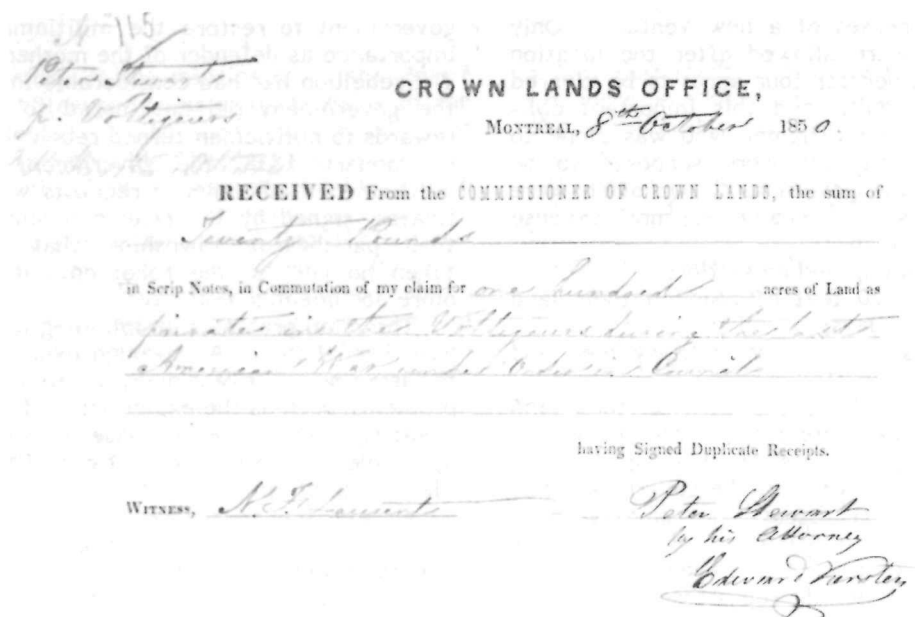 115
Peter Stewart
Voltigeurs
CROWN LANDS OFFICE,
MONTREAL, 8th October 1850.
RECEIVED From the COMMISSIONER OF CROWN LANDS, the sum of
Twenty Pounds
in Scrip Notes, in Commutation of my claim for one hundred acres of Land as
private in the Voltigeurs during the late
American War under Order in Council
having Signed Duplicate Receipts.
WITNESS,
Peter Stewart
by his Attorney
Edward